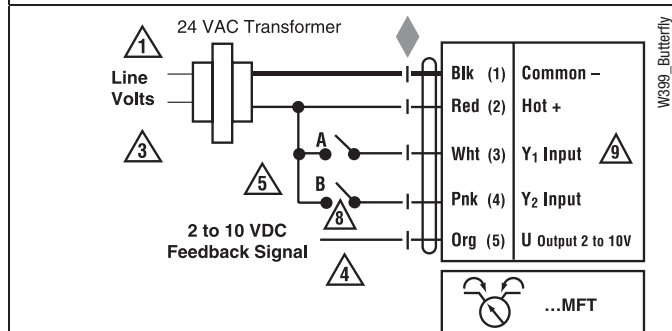 24 VAC Transformer
1
Line
Volts
3
Blk (1) Common –
Red (2) Hot +
A
Wht (3) Y₁ Input 9
5
B
8
Pnk (4) Y₂ Input
2 to 10 VDC
Feedback Signal
4
Org (5) U Output 2 to 10V
...MFT
W399_Butterfly